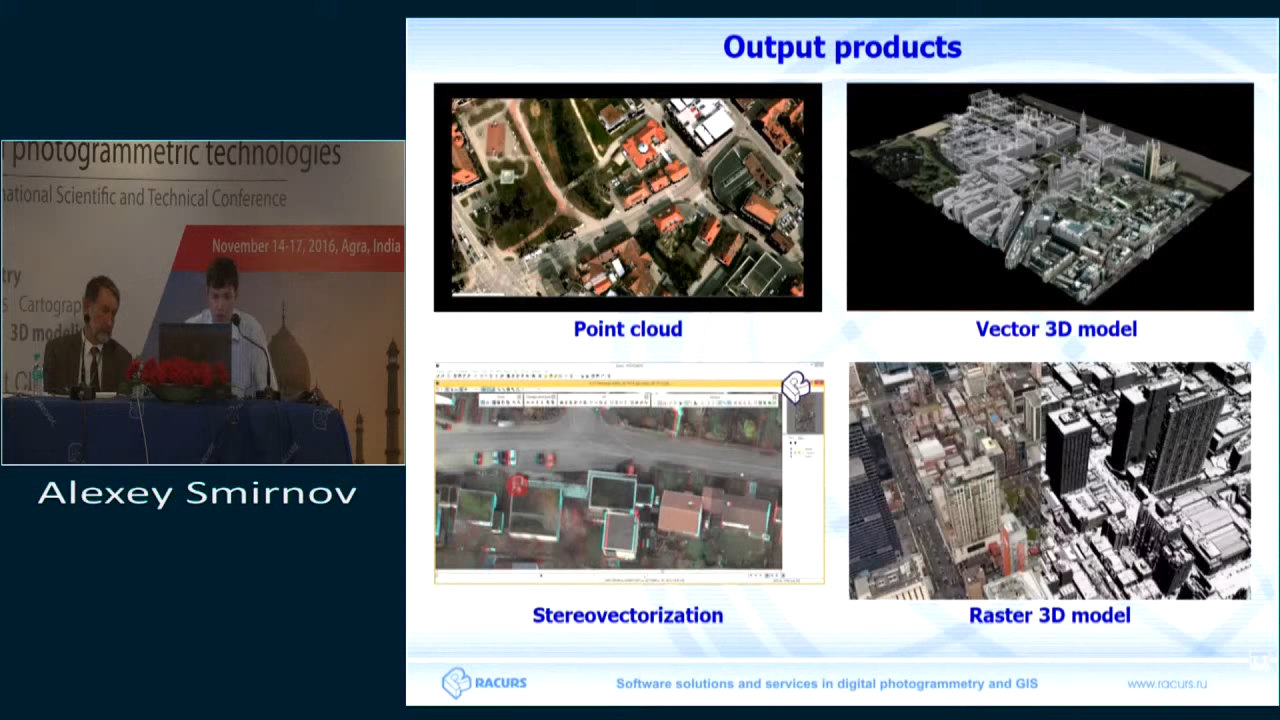 Output products
photogrammetric technologies
national Scientific and Technical Conference
November 14-17, 2016, Agra, India
Cartograp
3D model
Alexey Smirnov
Point cloud
Vector 3D model
Stereovectorization
Raster 3D model
RACURS
Software solutions and services in digital photogrammetry and GIS
www.racurs.ru